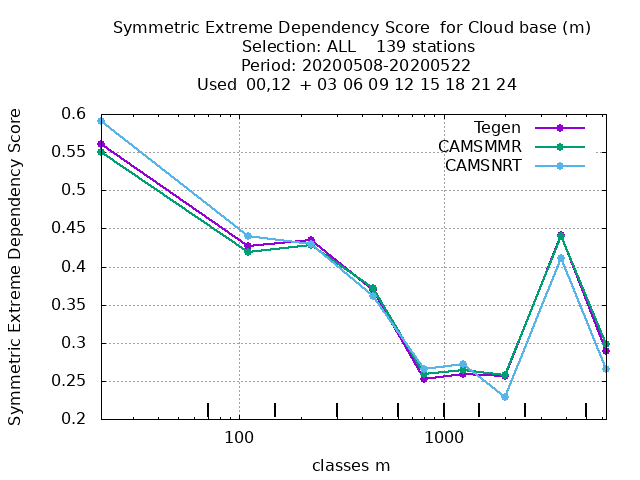 Symmetric Extreme Dependency Score  for Cloud base (m)
Selection: ALL    139 stations
Period: 20200508-20200522
Used  00,12  + 03 06 09 12 15 18 21 24
Symmetric Extreme Dependency Score
0.6
0.55
0.5
0.45
0.4
0.35
0.3
0.25
0.2
Tegen
CAMSMMR
CAMSNRT
100
1000
classes m